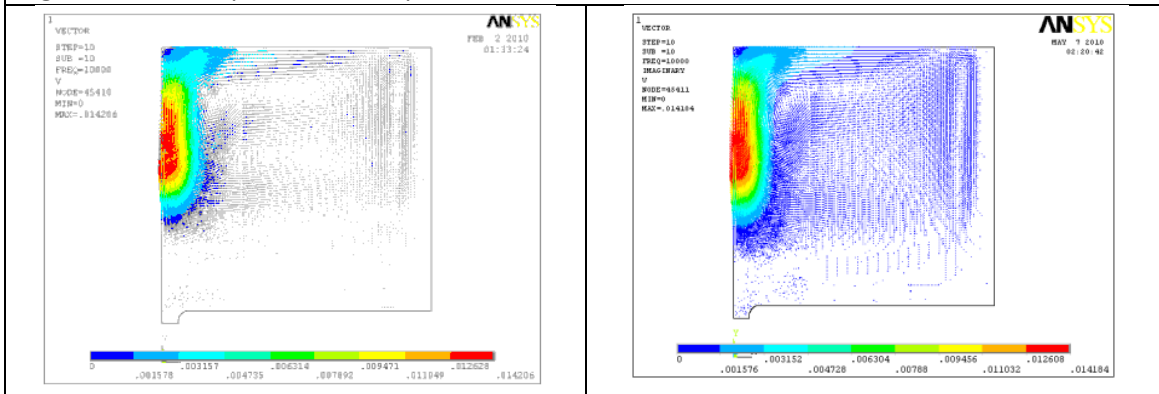 1
VECTOR
STEP=10
SUB =10
FREQ=10000
V
NODE=45410
MIN=0
MAX=.014206
ANSYS
FEB 2 2010
01:33:24
Y
0 .003157 .006314 .009471 .012628
.001578 .004735 .007892 .011049 .014206
1
VECTOR
STEP=10
SUB =10
FREQ=10000
IMAGINARY
V
NODE=45411
MIN=0
MAX=.014184
ANSYS
MAY 7 2010
02:20:42
Y
0 .003152 .006304 .009456 .012608
.001576 .004728 .00788 .011032 .014184